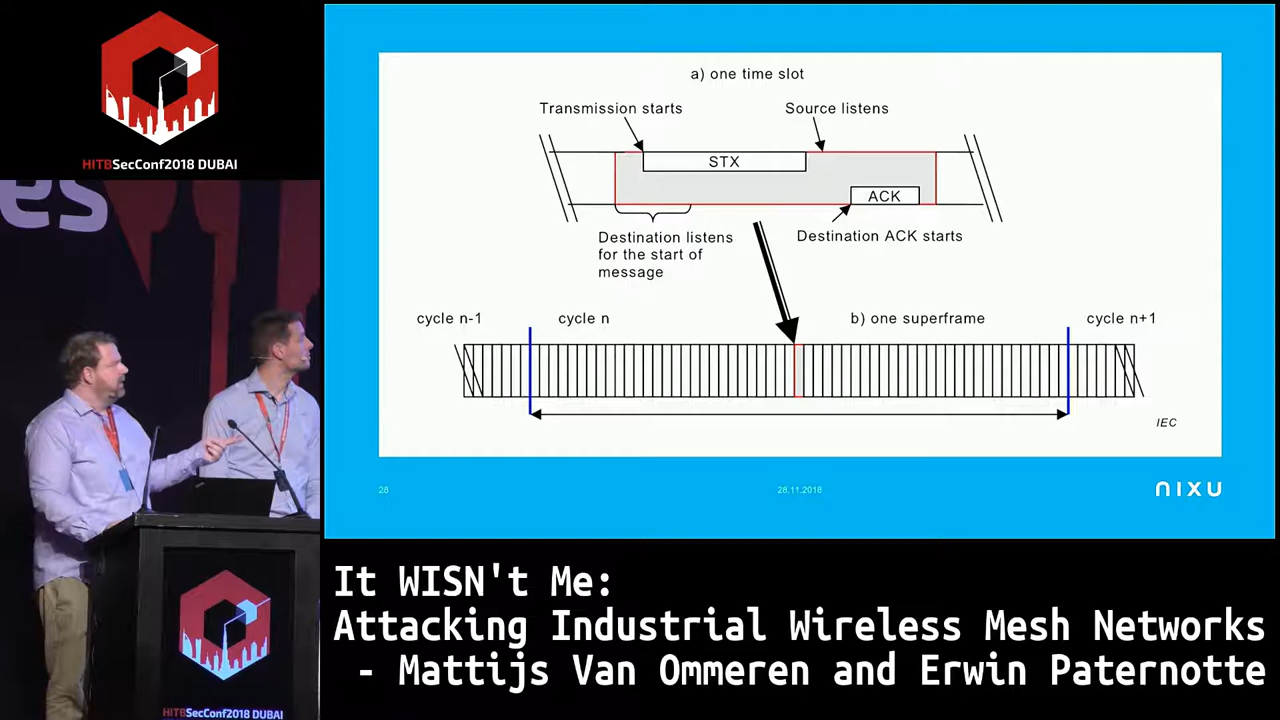 HITBSecConf2018 DUBAI
es
a) one time slot
Transmission starts
Source listens
STX
ACK
Destination listens
for the start of
message
Destination ACK starts
cycle n-1
cycle n
b) one superframe
cycle n+1
IEC
28
28.11.2018
nixu
HITBSecConf2018 DUBAI
It WISN't Me:
Attacking Industrial Wireless Mesh Networks
- Mattijs Van Ommeren and Erwin Paternotte